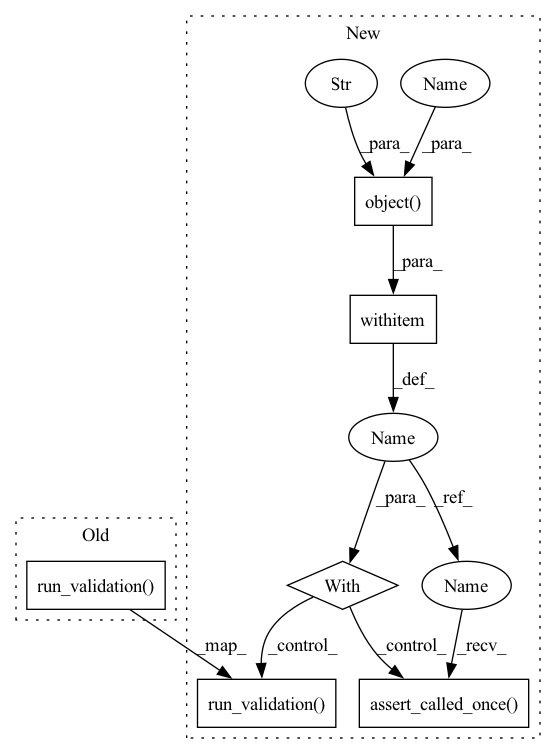 New
Str
Name
_para_
_para_
object()
_para_
withitem
_def_
Name
Old
_para_
_ref_
run_validation()
With
Name
_map_
_control_
_control_
_recv_
run_validation()
assert_called_once()